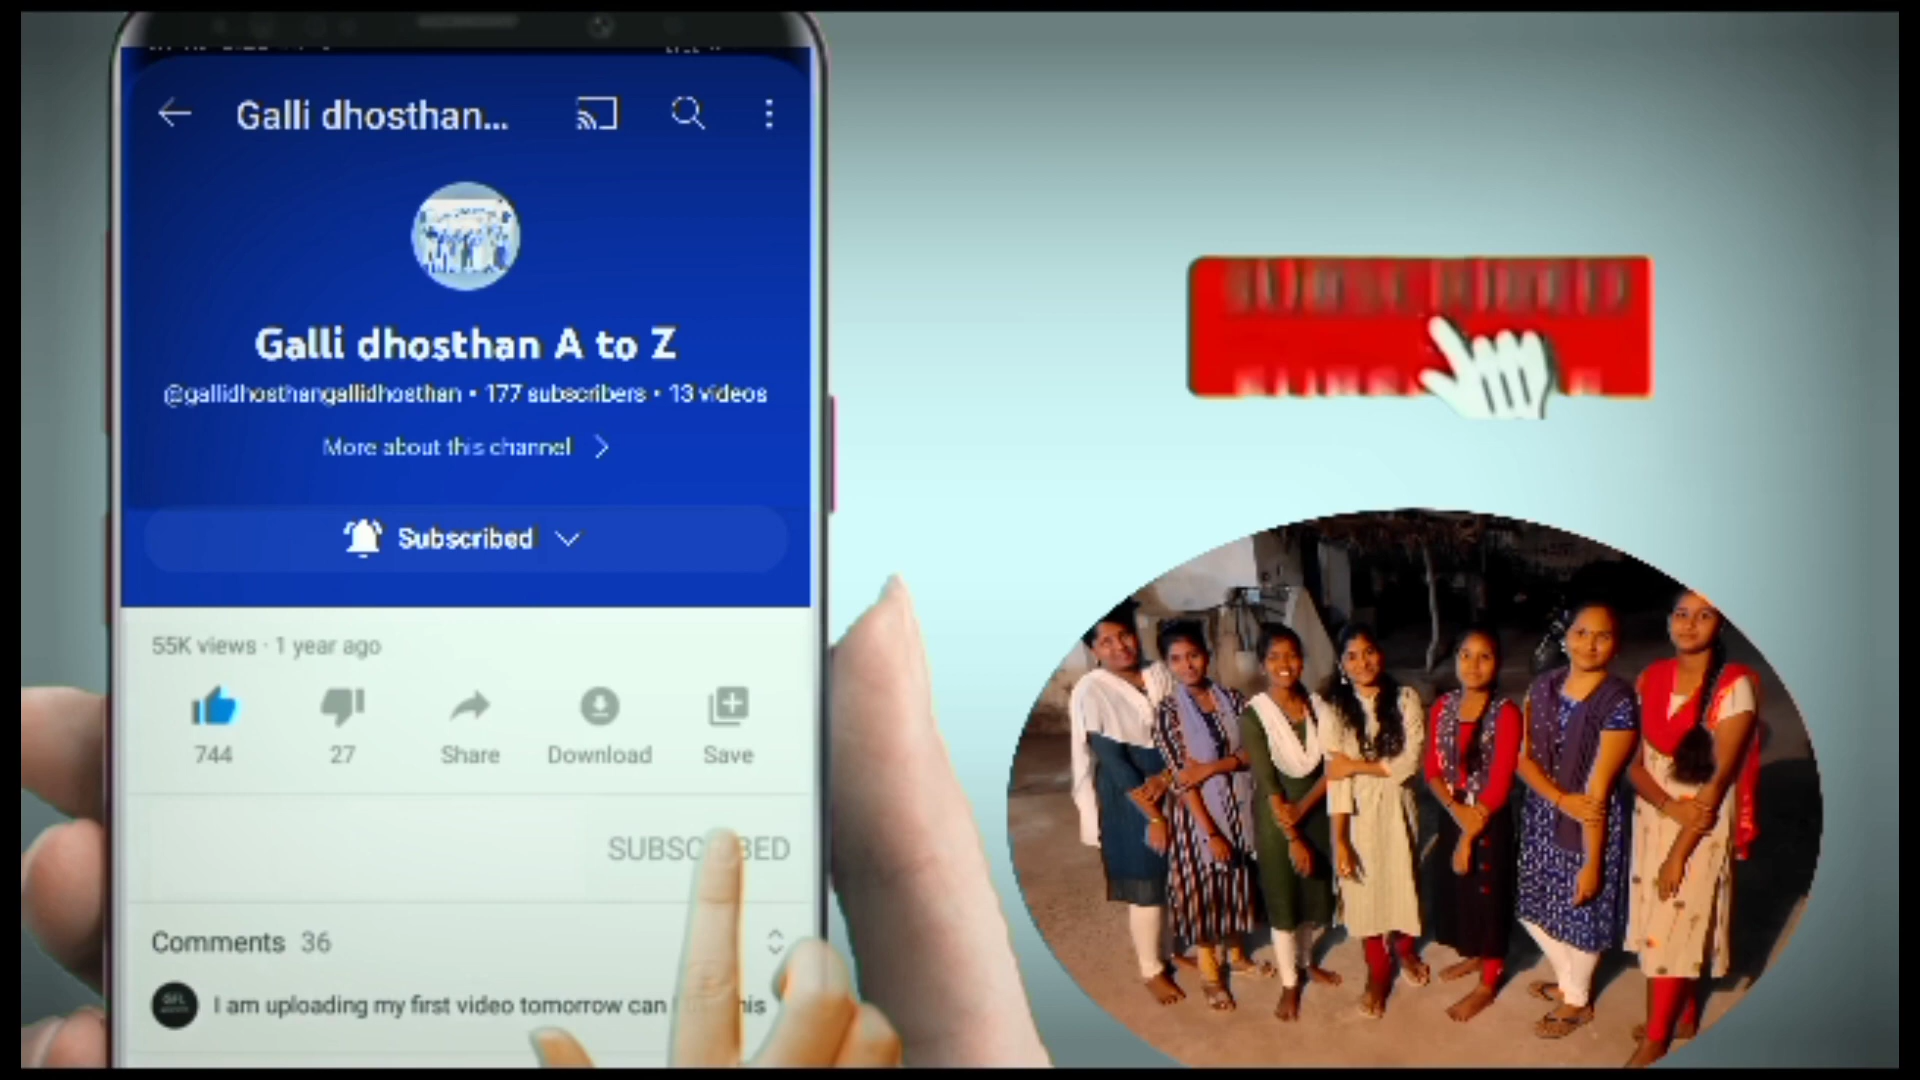 Galli dhosthan...
Galli dhosthan A to Z
@gallidhosthangallidhosthan • 177 subscribers • 13 videos
More about this channel
Subscribed
55K views · 1 year ago
744
27
Share
Download
Save
Comments 36
I am uploading my first video tomorrow can